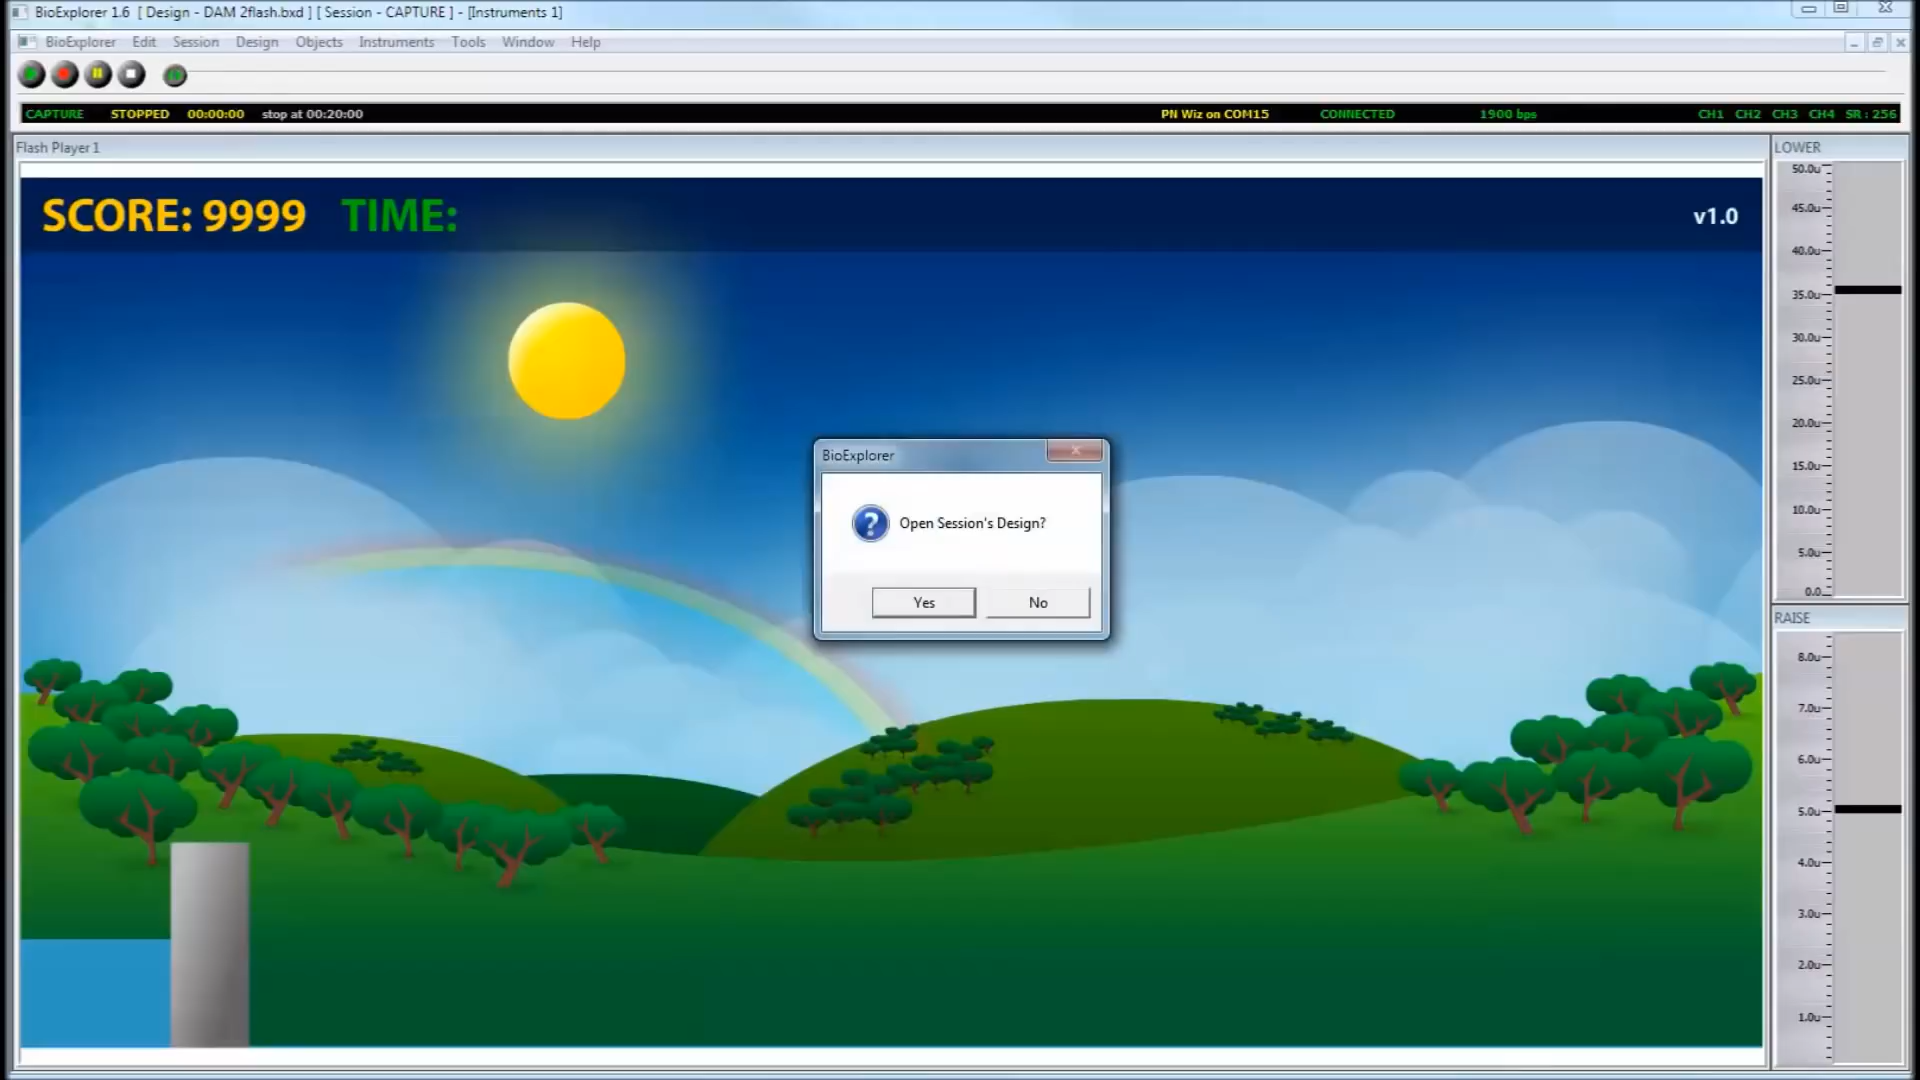 BioExplorer 1.6 [ Design - DAM 2flash.bxd ] [ Session - CAPTURE ] - [Instruments 1]
BioExplorer Edit Session Design Objects Instruments Tools Window Help
CAPTURE STOPPED 00:00:00 stop at 00:20:00 PN Wiz on COM15 CONNECTED 1900 bps CH1 CH2 CH3 CH4 SR : 256
Flash Player 1
SCORE: 9999 TIME: v1.0
BioExplorer
Open Session's Design?
Yes No
LOWER
50.0u
45.0u
40.0u
35.0u
30.0u
25.0u
20.0u
15.0u
10.0u
5.0u
0.0
RAISE
8.0u
7.0u
6.0u
5.0u
4.0u
3.0u
2.0u
1.0u